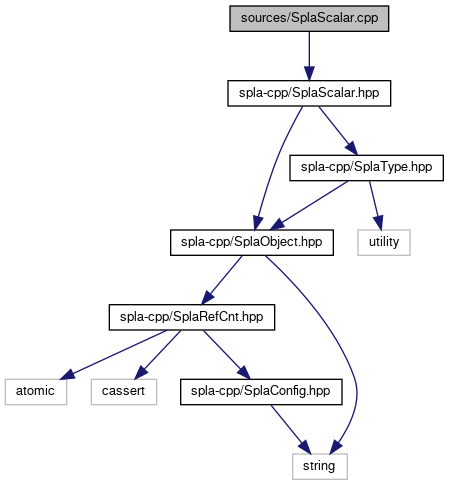 sources/SplaScalar.cpp
spla-cpp/SplaScalar.hpp
spla-cpp/SplaType.hpp
spla-cpp/SplaObject.hpp
utility
spla-cpp/SplaRefCnt.hpp
atomic
cassert
spla-cpp/SplaConfig.hpp
string